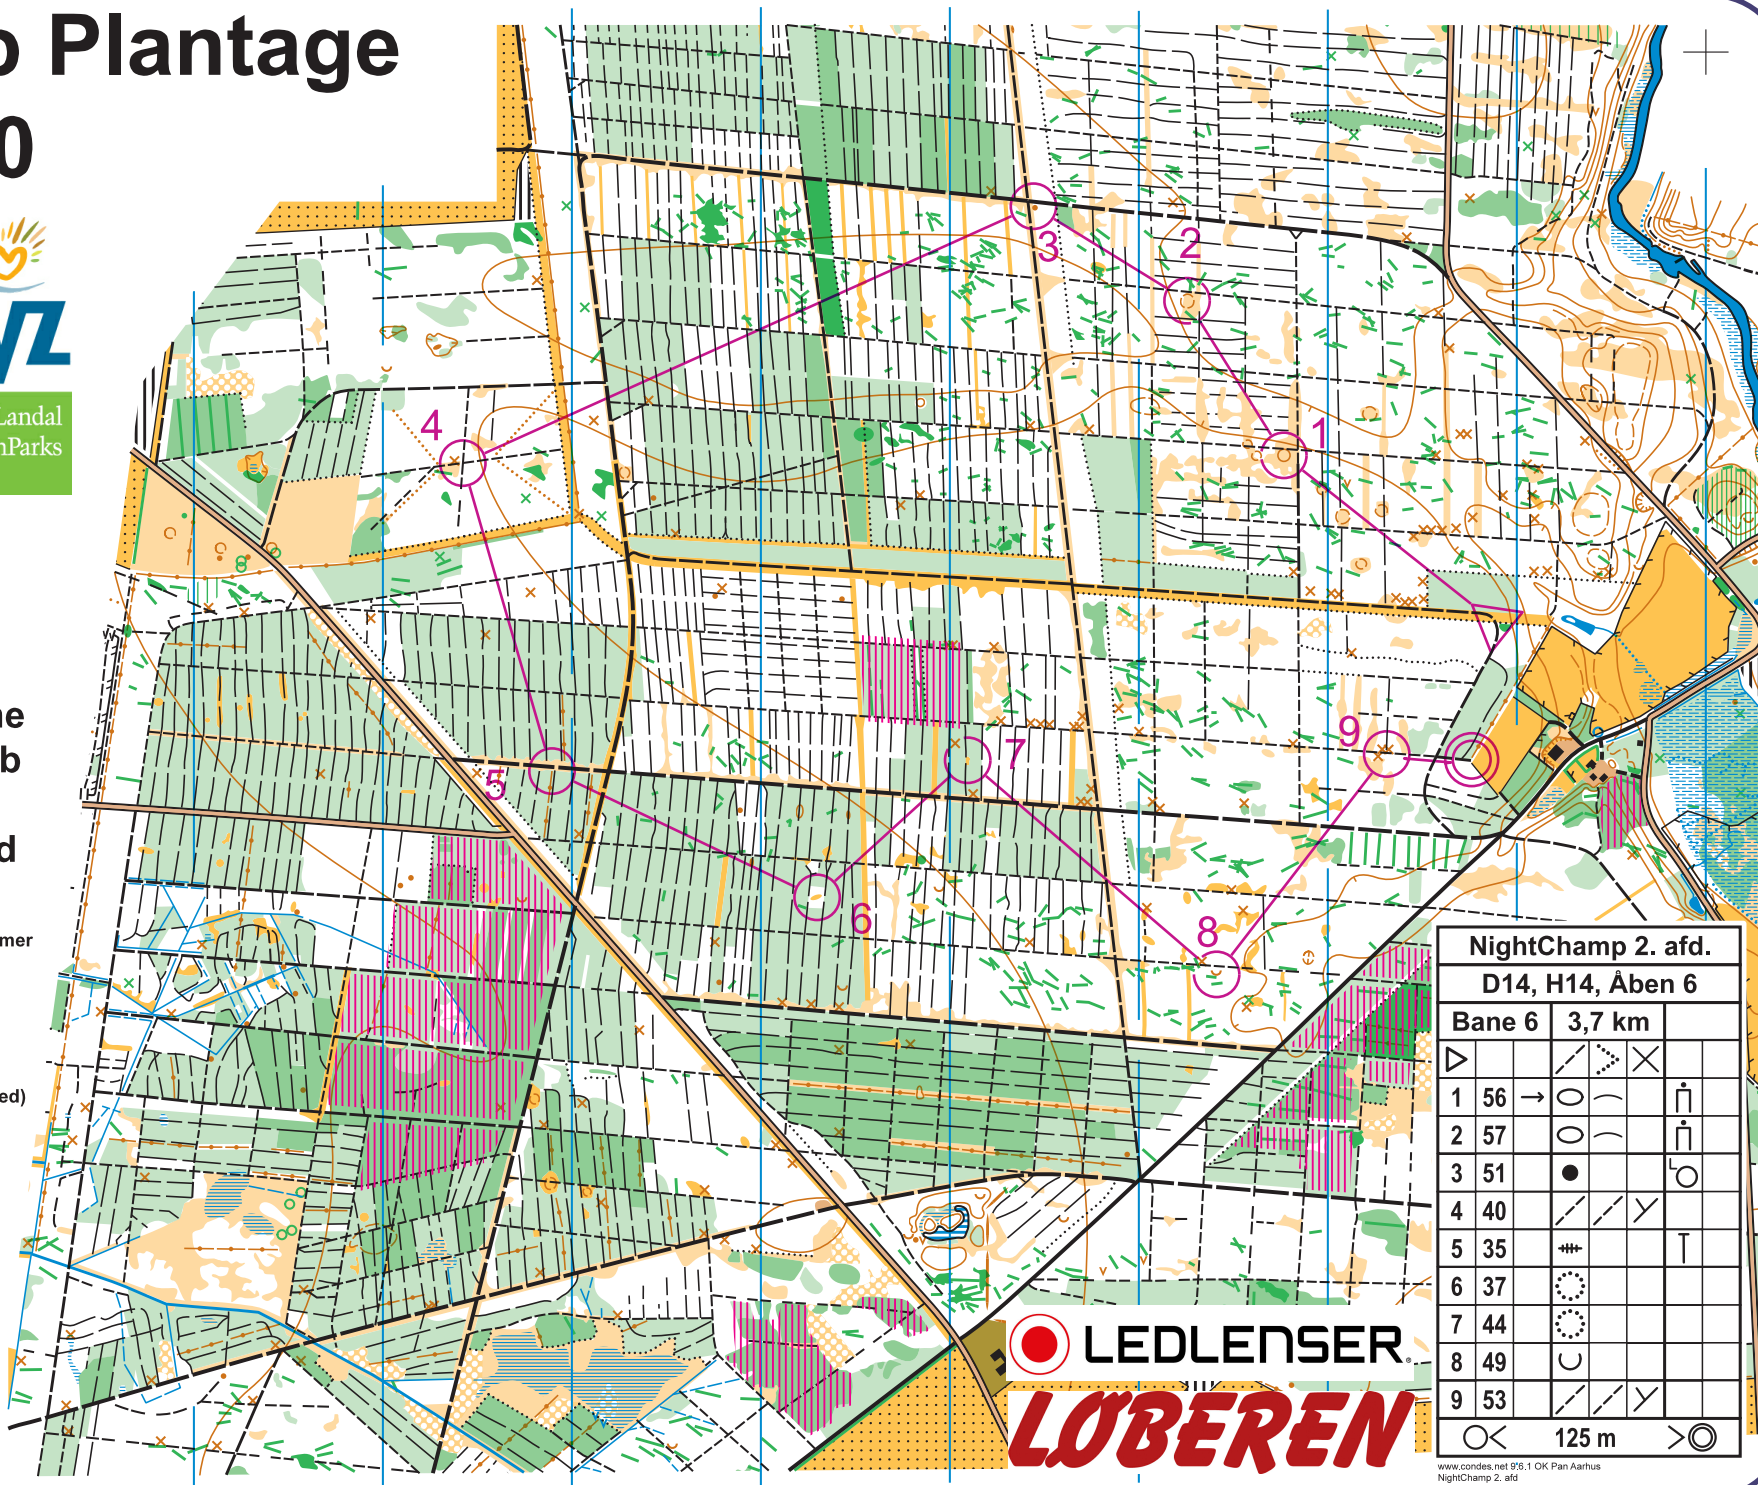 Plantage
0
Landal
nParks
ne
b
d
mer
ed)
1
2
3
4
5
6
7
8
9
NightChamp 2. afd.
D14, H14, Åben 6
Bane 6 3,7 km
1 56
2 57
3 51
4 40
5 35
6 37
7 44
8 49
9 53
125 m
LEDLENSER
LØBEREN
www.condes.net 9.6.1 OK Pan Aarhus
NightChamp 2. afd